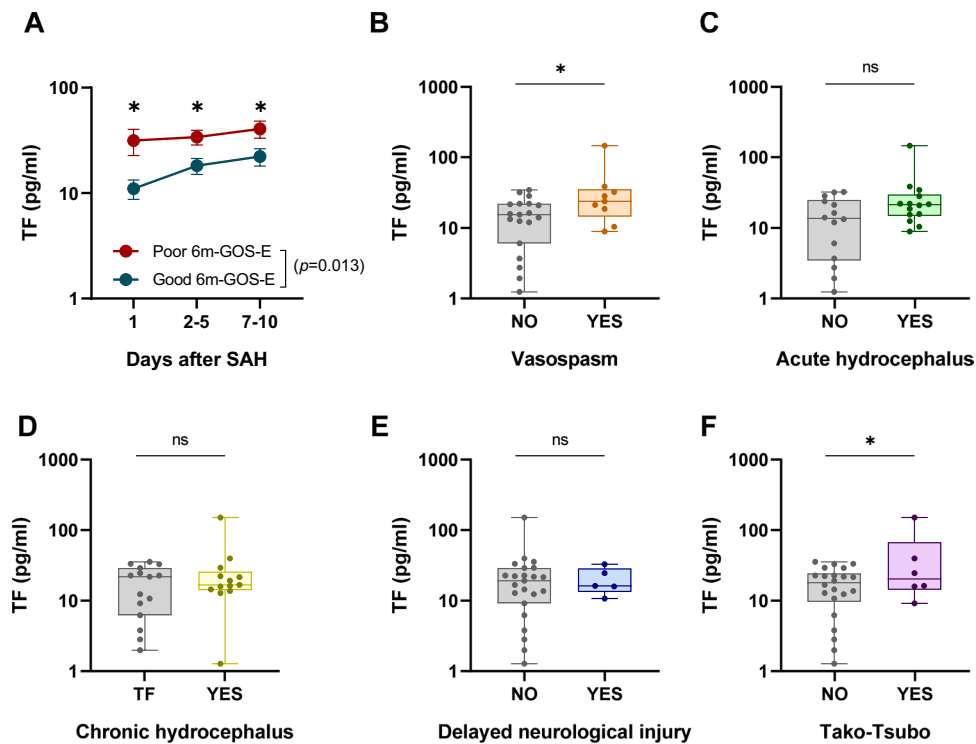 A
TF (pg/ml)
100
10
1
* * *
Poor 6m-GOS-E
Good 6m-GOS-E
(p=0.013)
1 2-5 7-10
Days after SAH
B
TF (pg/ml)
1000
100
10
1
*
NO YES
Vasospasm
C
TF (pg/ml)
1000
100
10
1
ns
NO YES
Acute hydrocephalus
D
TF (pg/ml)
1000
100
10
1
ns
TF YES
Chronic hydrocephalus
E
TF (pg/ml)
1000
100
10
1
ns
NO YES
Delayed neurological injury
F
TF (pg/ml)
1000
100
10
1
*
NO YES
Tako-Tsubo